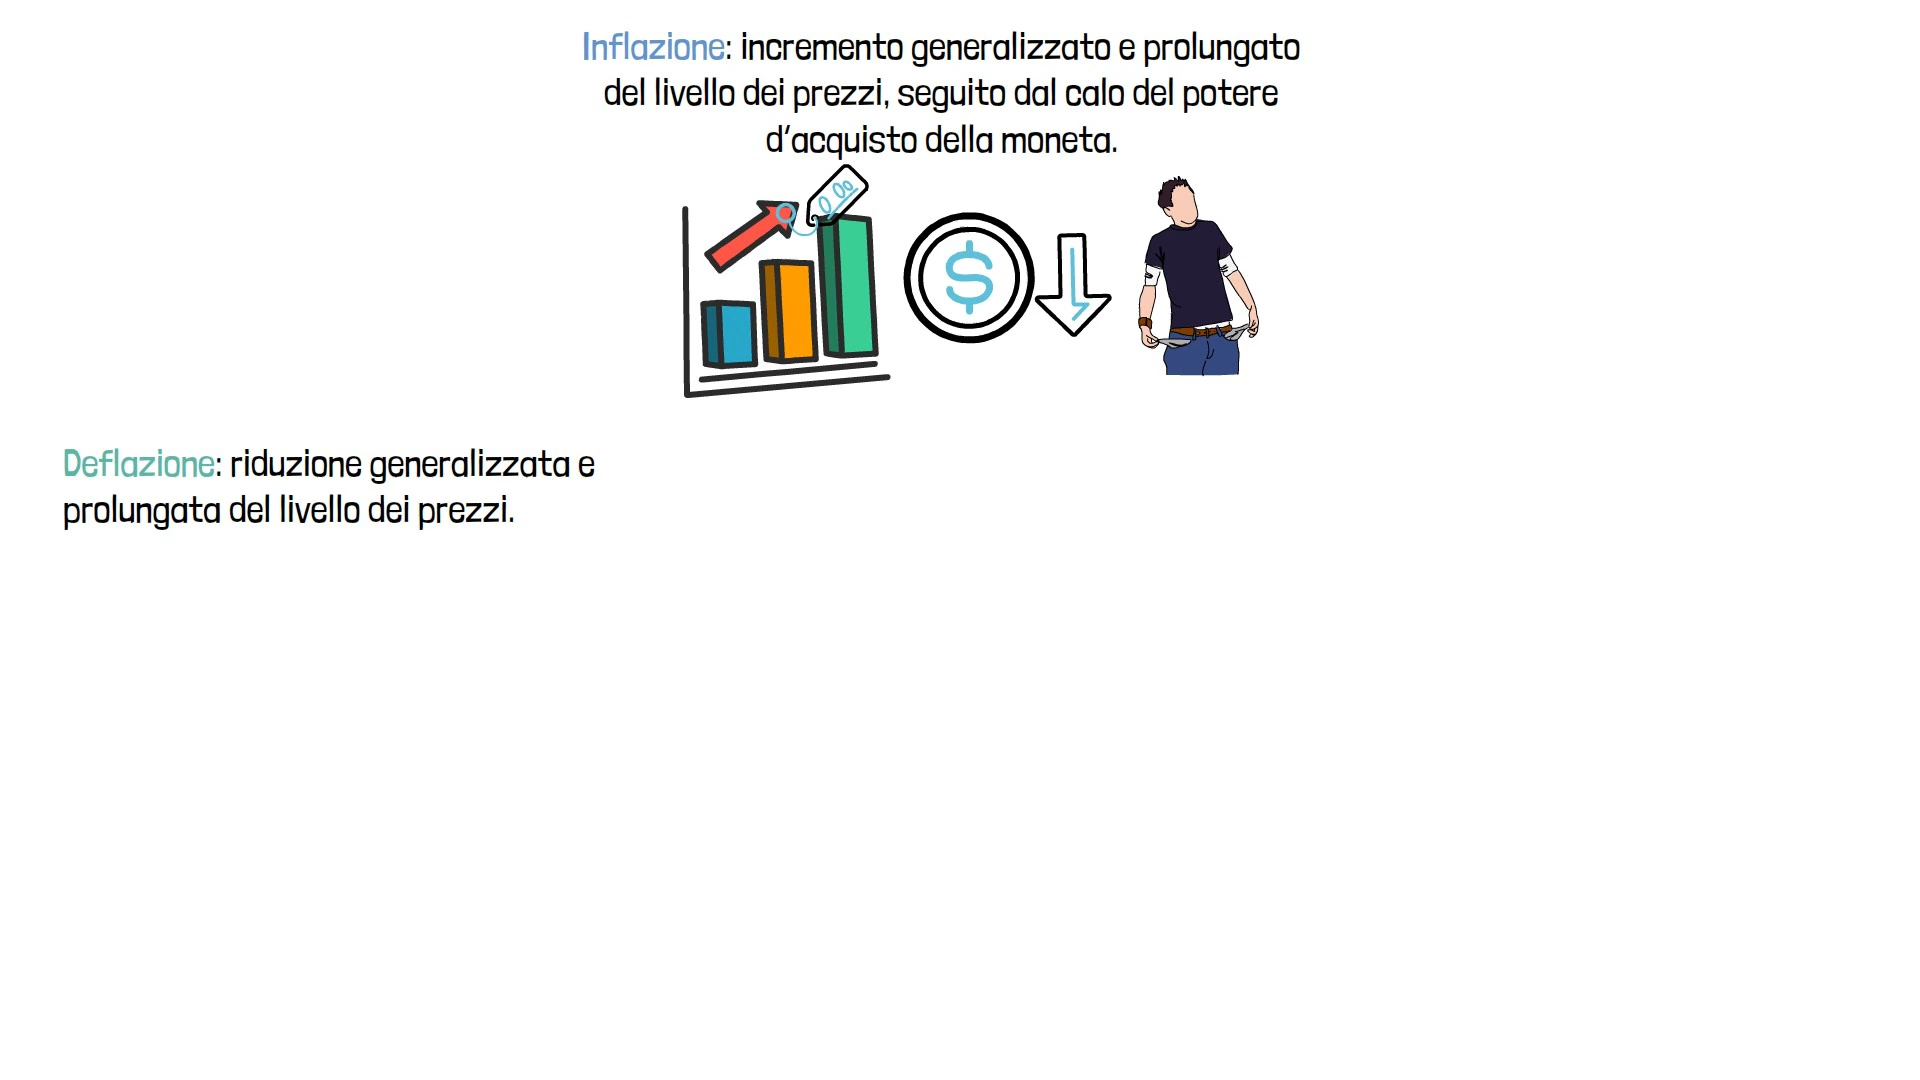 Inflazione: incremento generalizzato e prolungato
del livello dei prezzi, seguito dal calo del potere
d'acquisto della moneta.
$
Deflazione: riduzione generalizzata e
prolungata del livello dei prezzi.